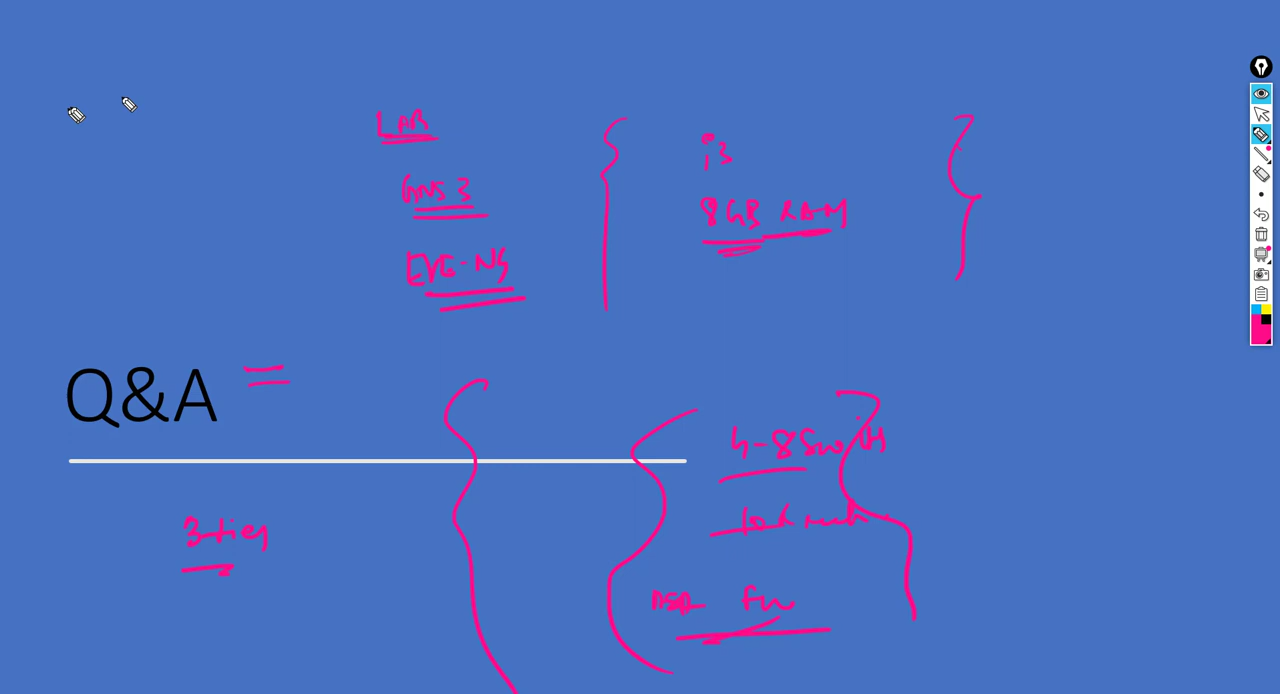 LAB
GNS 3
EVE-NG
i3
8GB RAM
Q&A =
4-8 Switch
3-tier
ASA FW